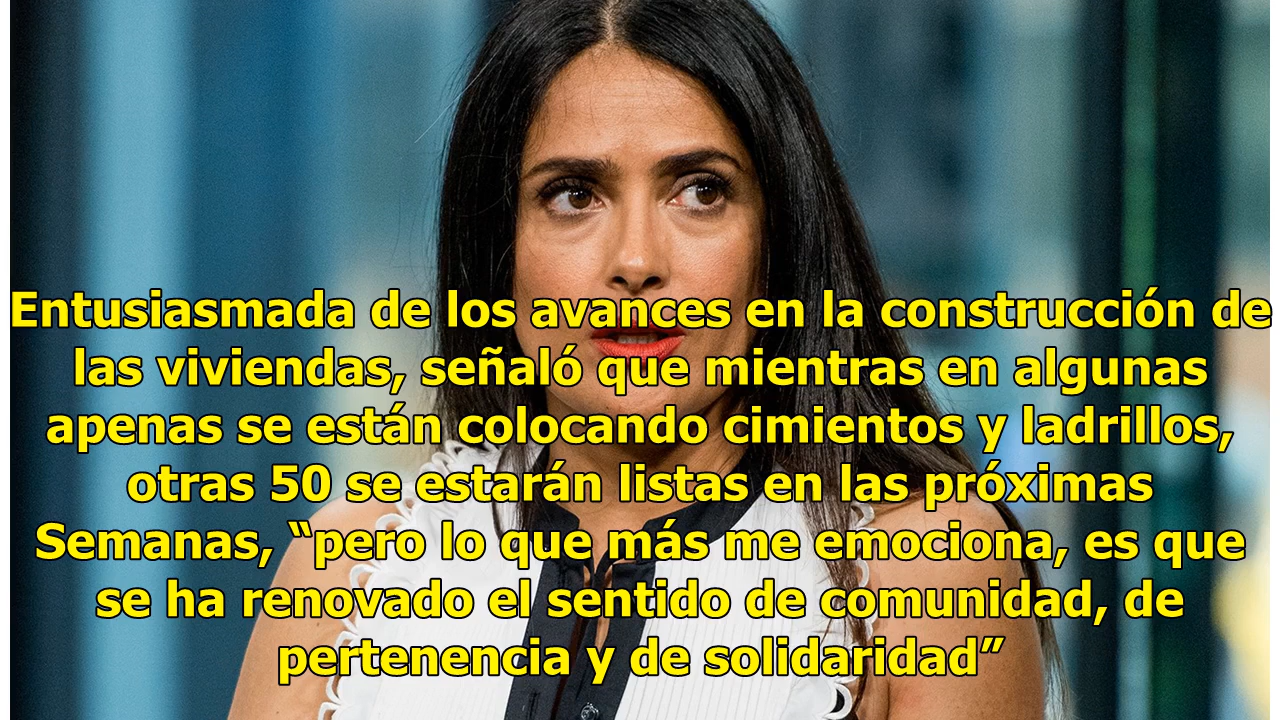 Entusiasmada de los avances en la construcción de
las viviendas, señaló que mientras en algunas
apenas se están colocando cimientos y ladrillos,
otras 50 se estarán listas en las próximas
Semanas, “pero lo que más me emociona, es que
se ha renovado el sentido de comunidad, de
pertenencia y de solidaridad”